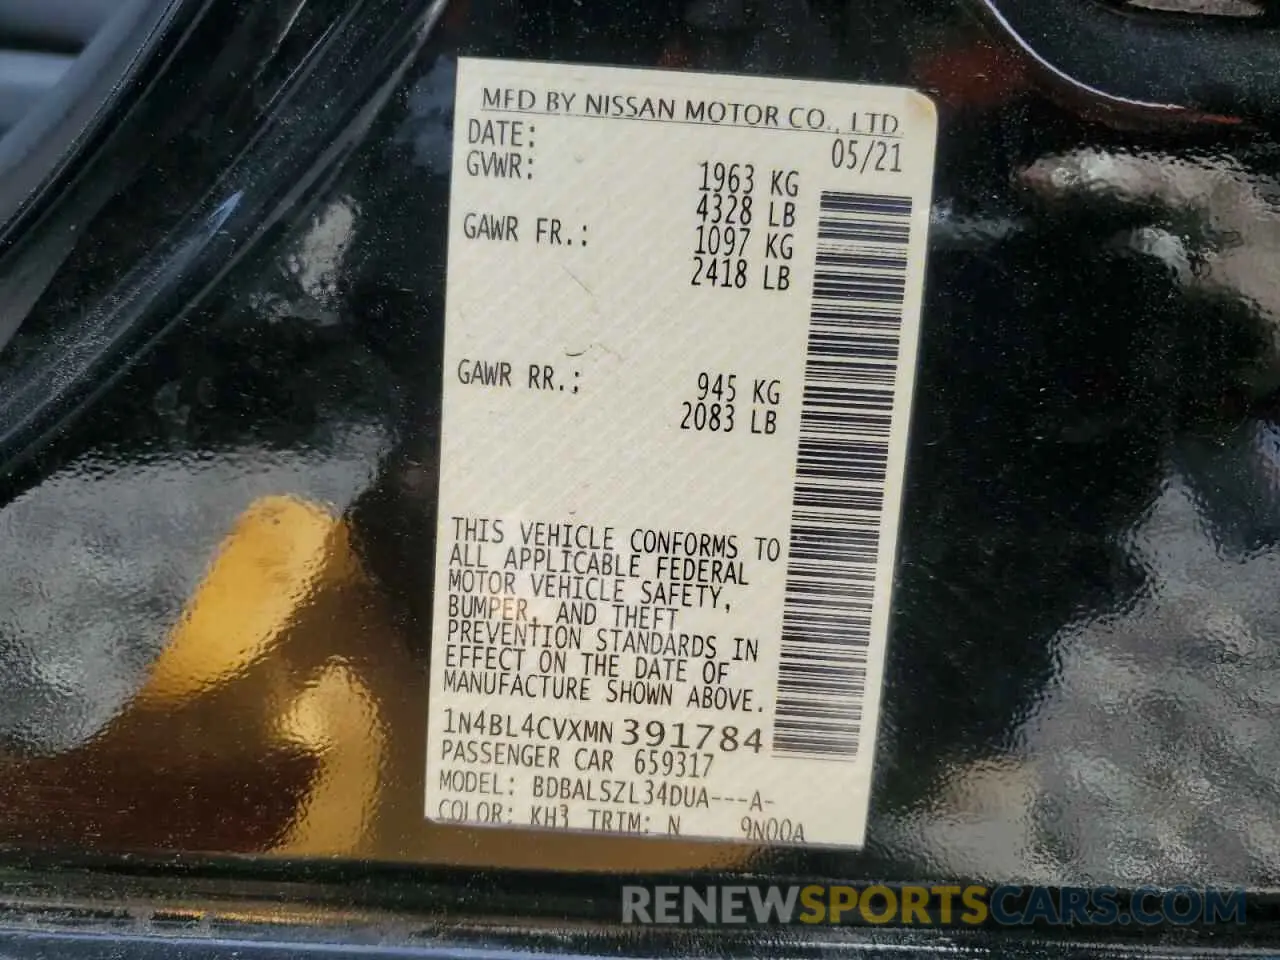 MFD BY NISSAN MOTOR CO., LTD.
DATE: 05/21
GVWR: 1963 KG
4328 LB
GAWR FR.: 1097 KG
2418 LB
GAWR RR.: 945 KG
2083 LB
THIS VEHICLE CONFORMS TO
ALL APPLICABLE FEDERAL
MOTOR VEHICLE SAFETY,
BUMPER, AND THEFT
PREVENTION STANDARDS IN
EFFECT ON THE DATE OF
MANUFACTURE SHOWN ABOVE.
1N4BL4CVXMN 391784
PASSENGER CAR 659317
MODEL: BDBALSZL34DUA---A-
COLOR: KH3 TRIM: N 9N00A
RENEWSPORTSCARS.COM